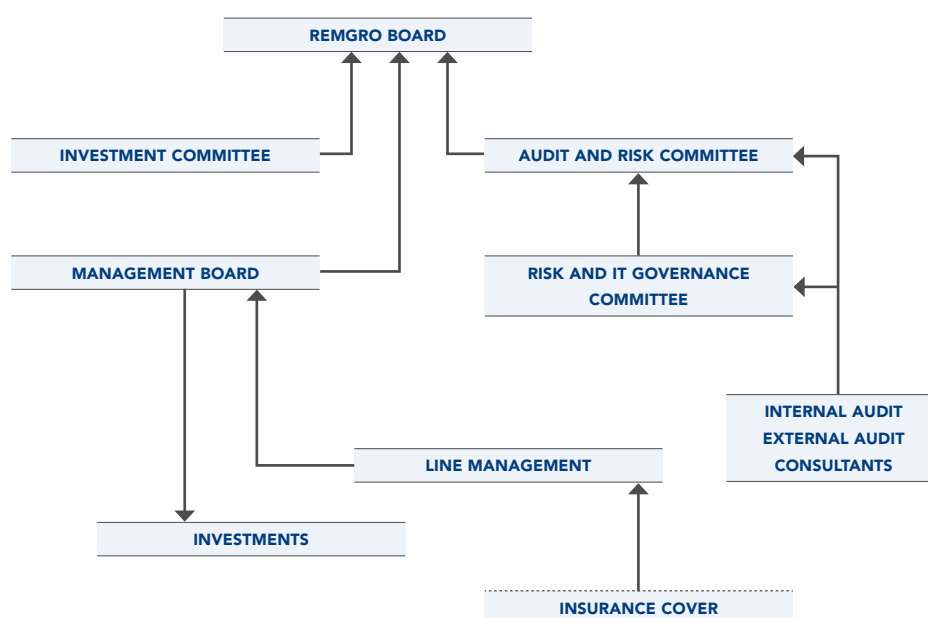 REMGRO BOARD
INVESTMENT COMMITTEE
AUDIT AND RISK COMMITTEE
MANAGEMENT BOARD
RISK AND IT GOVERNANCE
COMMITTEE
INTERNAL AUDIT
EXTERNAL AUDIT
CONSULTANTS
LINE MANAGEMENT
INVESTMENTS
INSURANCE COVER